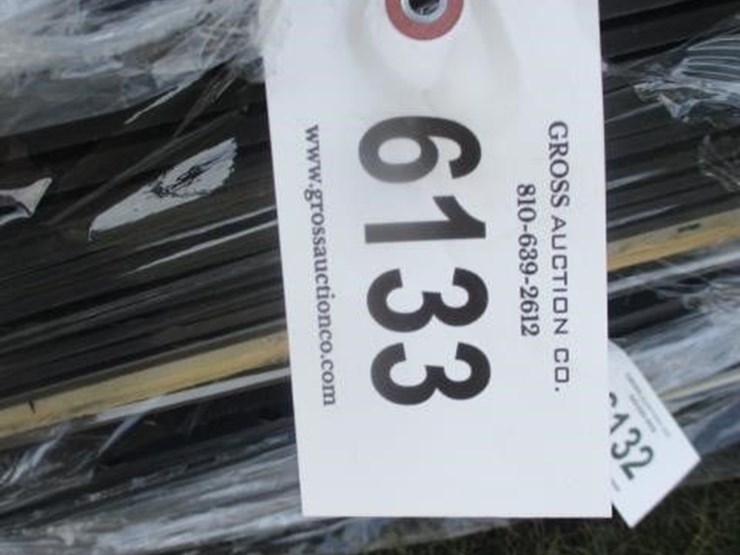 GROSS AUCTION CO.
810-639-2612
6133
www.grossauctionco.com
132